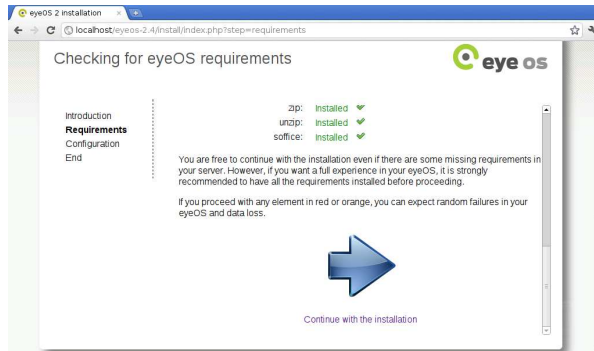 eyeOS 2 installation
localhost/eyeos-2.4/install/index.php?step=requirements
Checking for eyeOS requirements
eye os
Introduction
Requirements
Configuration
End
zip: Installed
unzip: Installed
soffice: Installed
You are free to continue with the installation even if there are some missing requirements in
your server. However, if you want a full experience in your eyeOS, it is strongly
recommended to have all the requirements installed before proceeding.
If you proceed with any element in red or orange, you can expect random failures in your
eyeOS and data loss.
Continue with the installation